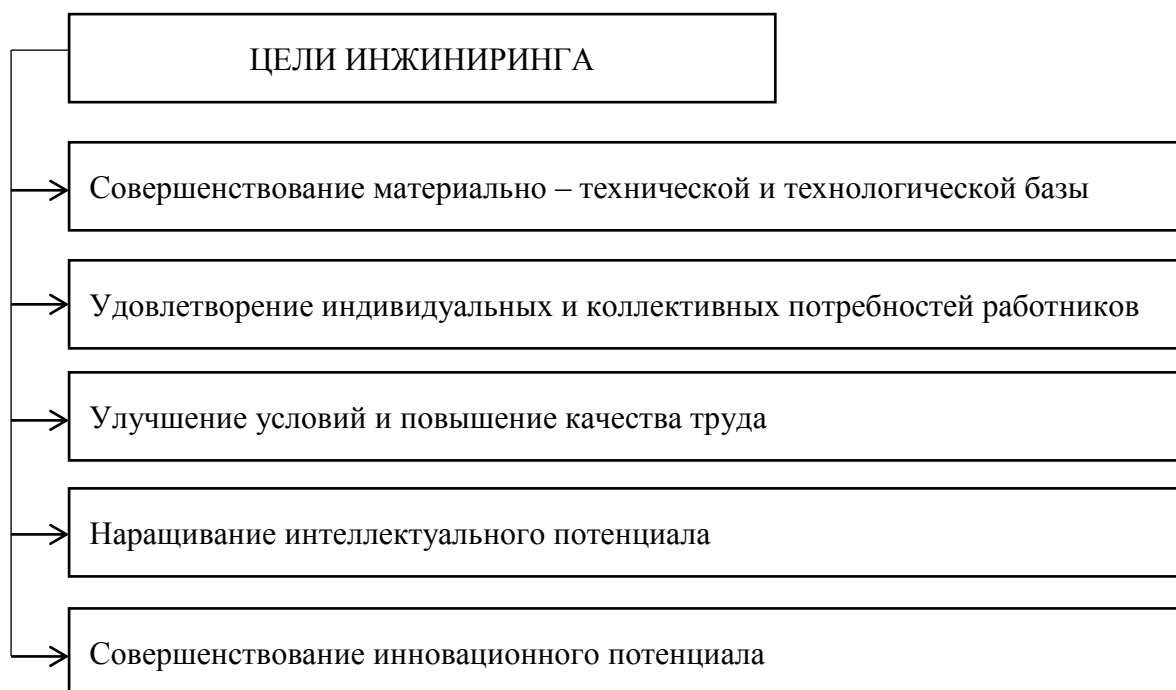 ЦЕЛИ ИНЖИНИРИНГА
Совершенствование материально – технической и технологической базы
Удовлетворение индивидуальных и коллективных потребностей работников
Улучшение условий и повышение качества труда
Наращивание интеллектуального потенциала
Совершенствование инновационного потенциала